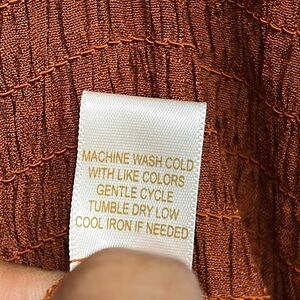 MACHINE WASH COLD
WITH LIKE COLORS
GENTLE CYCLE
TUMBLE DRY LOW
COOL IRON IF NEEDED